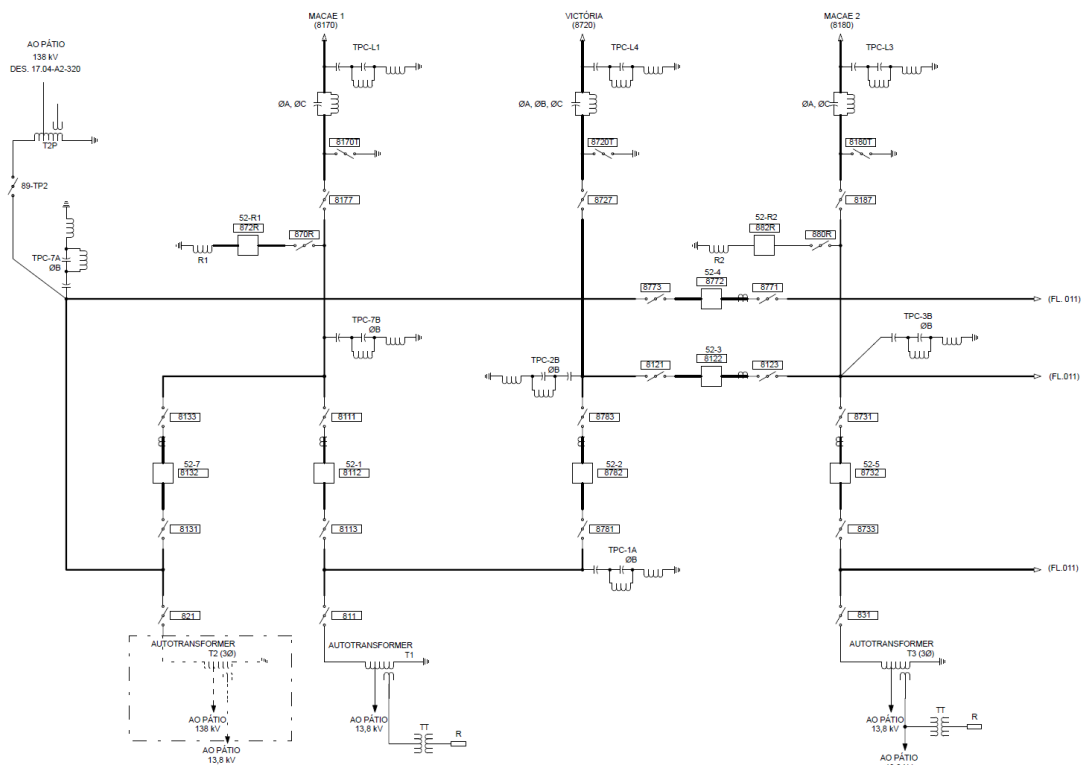 MACAE 1
(8170)
VICTÓRIA
(8720)
MACAE 2
(8180)
AO PÁTIO
138 kV
DES. 17.04-A2-320
TPC-L1
TPC-L4
TPC-L3
ØA, ØC
ØA, ØB, ØC
ØA, ØC
T2P
8170T
8720T
8180T
89-TP2
8177
8727
8187
52-R1
872R
870R
R1
52-R2
882R
880R
R2
TPC-7A
ØB
52-4
8773
8772
8771
(FL. 011)
TPC-7B
ØB
TPC-3B
ØB
TPC-2B
ØB
52-3
8121
8122
8123
(FL.011)
8133
8111
8783
8731
52-7
8132
52-1
8112
52-2
8782
52-5
8732
8131
8113
8781
8733
TPC-1A
ØB
(FL.011)
821
811
831
AUTOTRANSFORMER
T2 (3Ø)
AUTOTRANSFORMER
T1
AUTOTRANSFORMER
T3 (3Ø)
AO PÁTIO
138 kV
AO PÁTIO
13,8 kV
AO PÁTIO
13,8 kV
TT
R
AO PÁTIO
13,8 kV
TT
R
AO PÁTIO